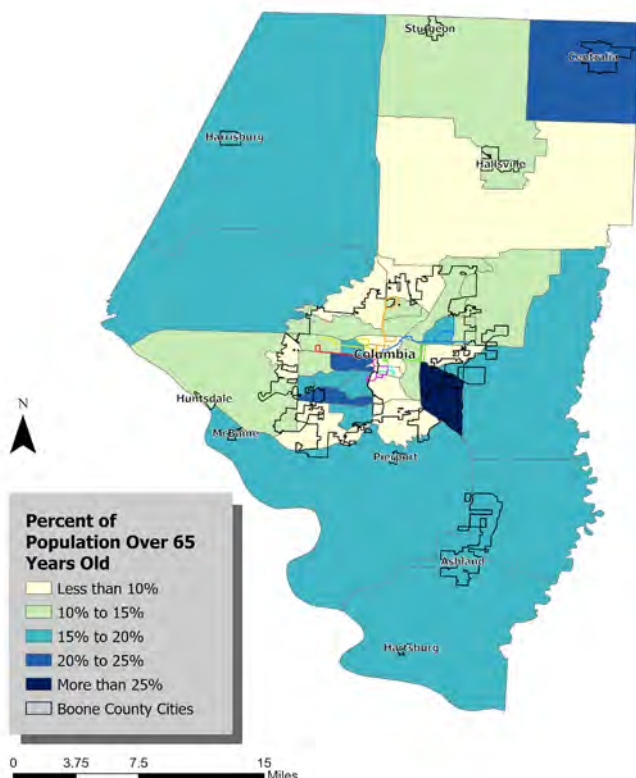 Sturgeon
Centralia
Harrisburg
Hallsville
Columbia
Huntsdale
McBaine
Pierport
Ashland
Hartsburg
N
Percent of
Population Over 65
Years Old
Less than 10%
10% to 15%
15% to 20%
20% to 25%
More than 25%
Boone County Cities
0 3.75 7.5 15
Miles